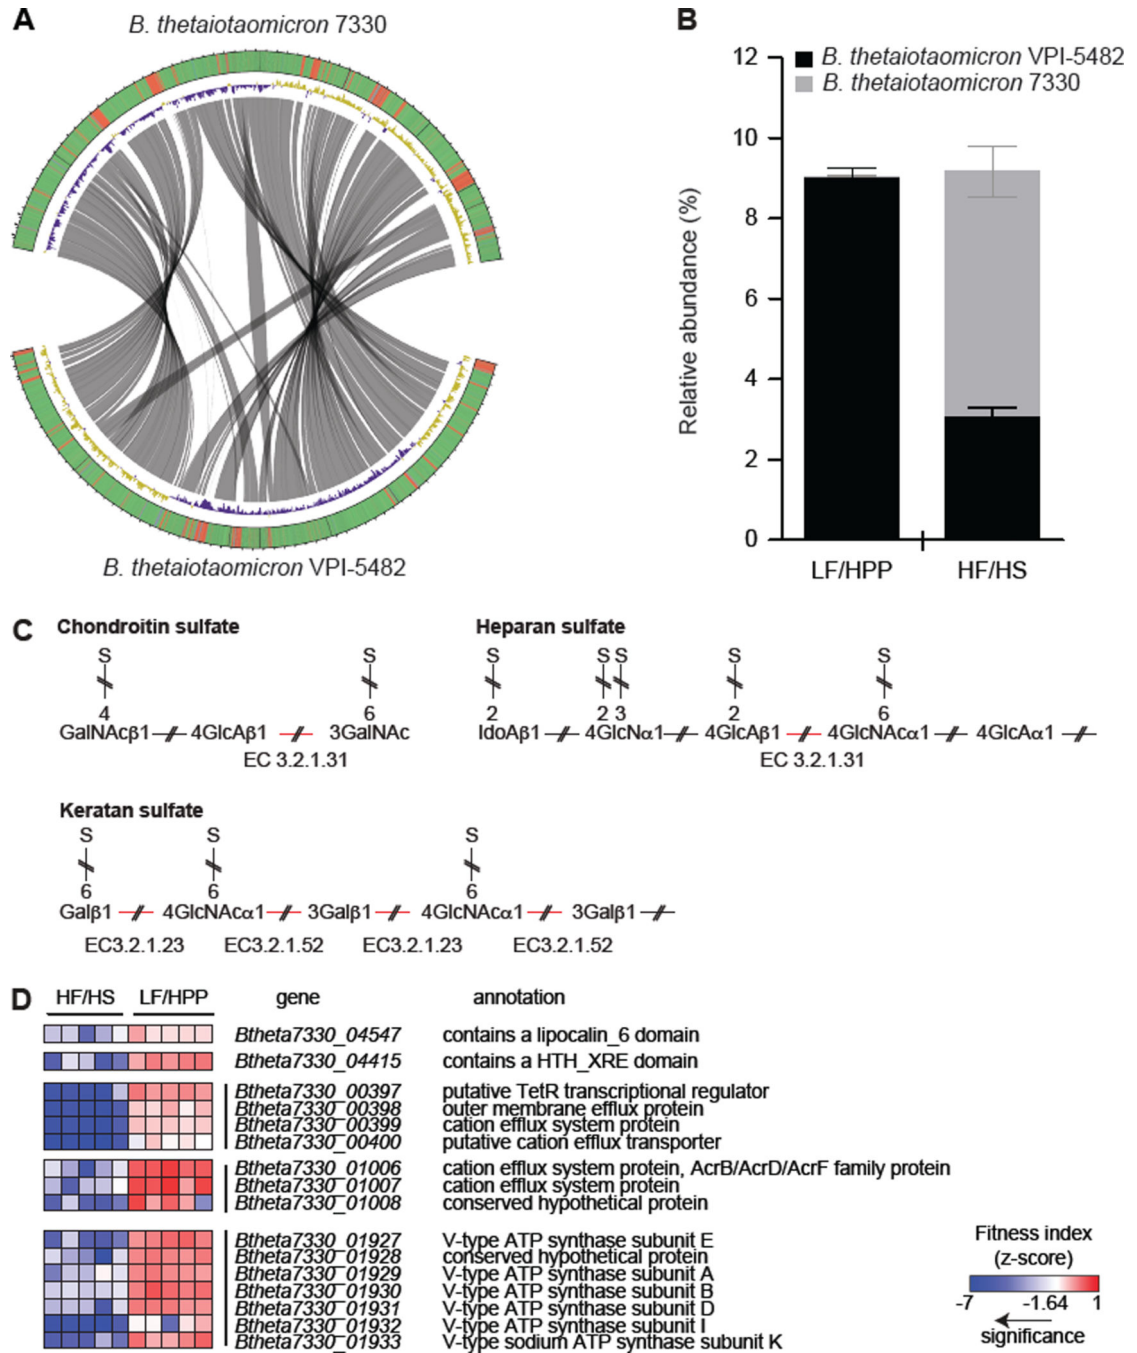 A
B. thetaiotaomicron 7330
B. thetaiotaomicron VPI-5482
B
B. thetaiotaomicron VPI-5482
B. thetaiotaomicron 7330
Relative abundance (%)
12
10
8
6
4
2
0
LF/HPP HF/HS
C
Chondroitin sulfate
S S
4 6
GalNAcβ1 4GlcAβ1 3GalNAc
EC 3.2.1.31
Heparan sulfate
S S S S S
2 2 3 2 6
IdoAβ1 4GlcNα1 4GlcAβ1 4GlcNAcα1 4GlcAα1
EC 3.2.1.31
Keratan sulfate
S S S
6 6 6
Galβ1 4GlcNAcα1 3Galβ1 4GlcNAcα1 3Galβ1
EC3.2.1.23 EC3.2.1.52 EC3.2.1.23 EC3.2.1.52
D
HF/HS LF/HPP gene annotation
Btheta7330_04547 contains a lipocalin_6 domain
Btheta7330_04415 contains a HTH_XRE domain
Btheta7330_00397 putative TetR transcriptional regulator
Btheta7330_00398 outer membrane efflux protein
Btheta7330_00399 cation efflux system protein
Btheta7330_00400 putative cation efflux transporter
Btheta7330_01006 cation efflux system protein, AcrB/AcrD/AcrF family protein
Btheta7330_01007 cation efflux system protein
Btheta7330_01008 conserved hypothetical protein
Btheta7330_01927 V-type ATP synthase subunit E
Btheta7330_01928 conserved hypothetical protein
Btheta7330_01929 V-type ATP synthase subunit A
Btheta7330_01930 V-type ATP synthase subunit B
Btheta7330_01931 V-type ATP synthase subunit D
Btheta7330_01932 V-type ATP synthase subunit I
Btheta7330_01933 V-type sodium ATP synthase subunit K
Fitness index
(z-score)
-7 -1.64 1
significance